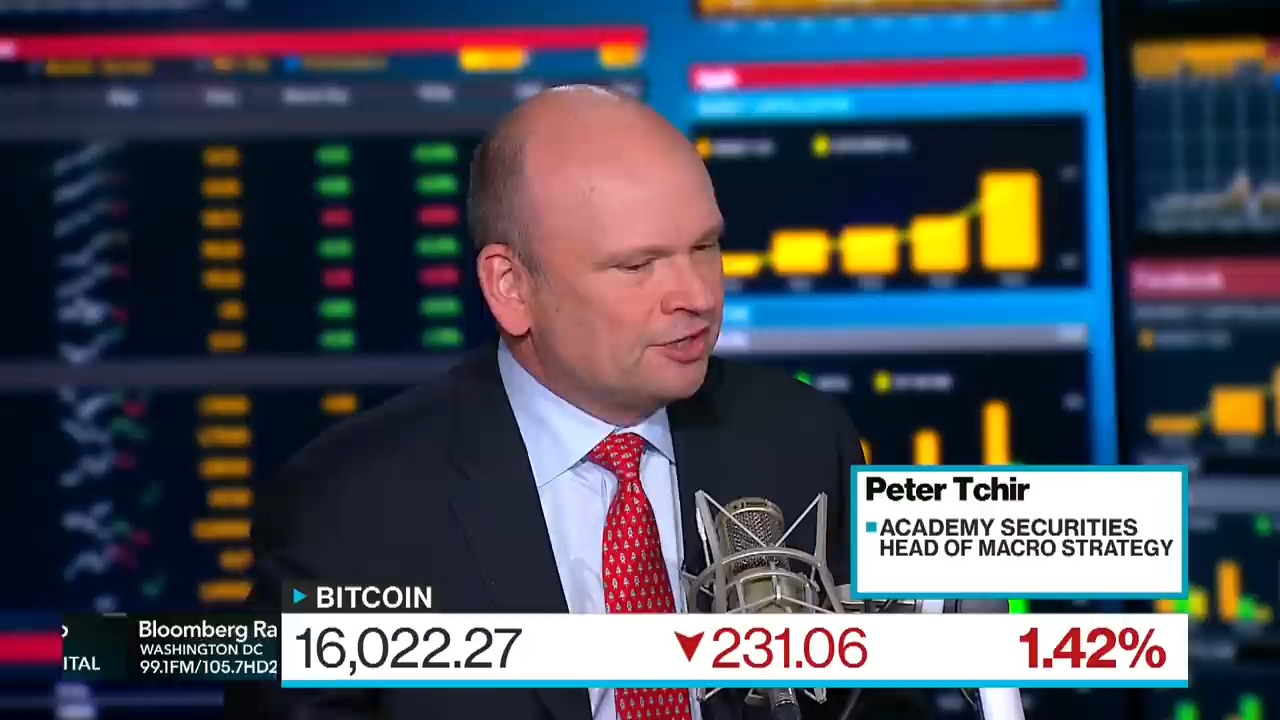 Peter Tchir
ACADEMY SECURITIES
HEAD OF MACRO STRATEGY
BITCOIN
16,022.27 231.06 1.42%
ITAL
Bloomberg Ra
WASHINGTON DC
99.1FM/105.7HD2